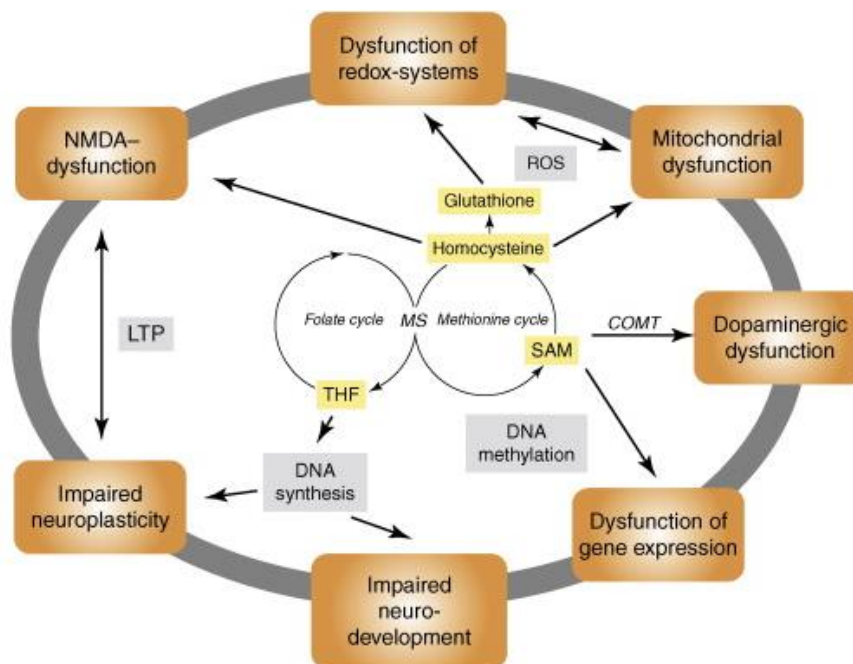 Dysfunction of
redox-systems
NMDA–
dysfunction
Mitochondrial
dysfunction
ROS
Glutathione
Homocysteine
Folate cycle
MS
Methionine cycle
COMT
Dopaminergic
dysfunction
LTP
SAM
THF
DNA
methylation
DNA
synthesis
Impaired
neuroplasticity
Dysfunction of
gene expression
Impaired
neuro-
development